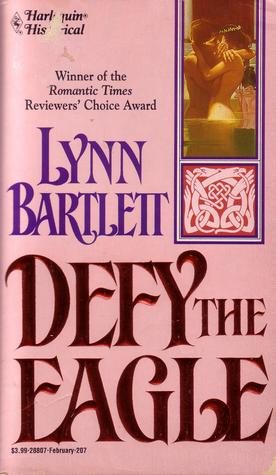 Harlequin®
Historical
Winner of the
Romantic Times
Reviewers' Choice Award
LYNN
BARTLETT
DEFY THE
EAGLE
$3.99-28807-February-207